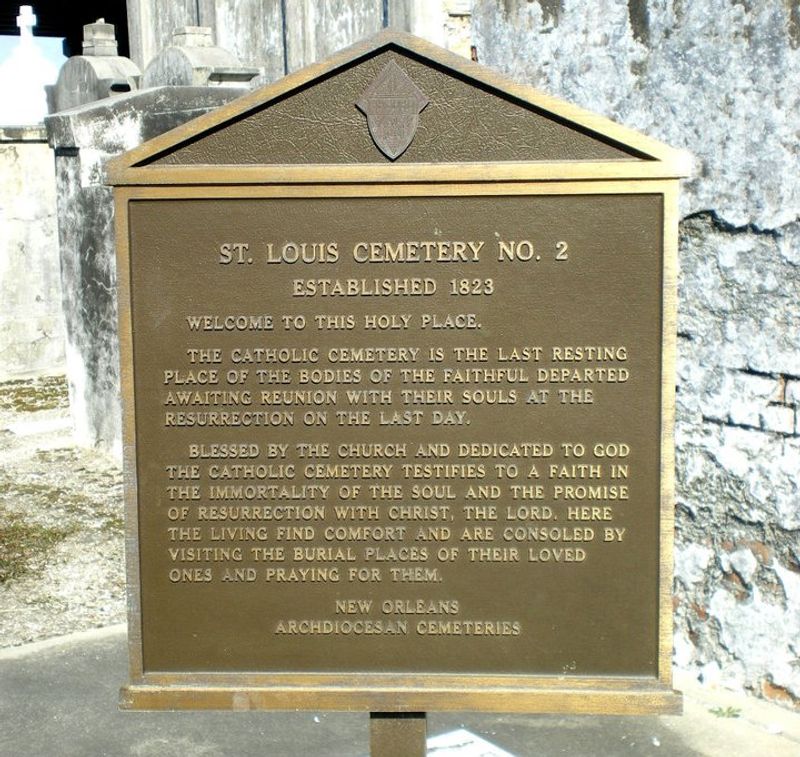 ST. LOUIS CEMETERY NO. 2
ESTABLISHED 1823
WELCOME TO THIS HOLY PLACE.
THE CATHOLIC CEMETERY IS THE LAST RESTING
PLACE OF THE BODIES OF THE FAITHFUL DEPARTED
AWAITING REUNION WITH THEIR SOULS AT THE
RESURRECTION ON THE LAST DAY.
BLESSED BY THE CHURCH AND DEDICATED TO GOD
THE CATHOLIC CEMETERY TESTIFIES TO A FAITH IN
THE IMMORTALITY OF THE SOUL AND THE PROMISE
OF RESURRECTION WITH CHRIST, THE LORD. HERE
THE LIVING FIND COMFORT AND ARE CONSOLED BY
VISITING THE BURIAL PLACES OF THEIR LOVED
ONES AND PRAYING FOR THEM.
NEW ORLEANS
ARCHDIOCESAN CEMETERIES